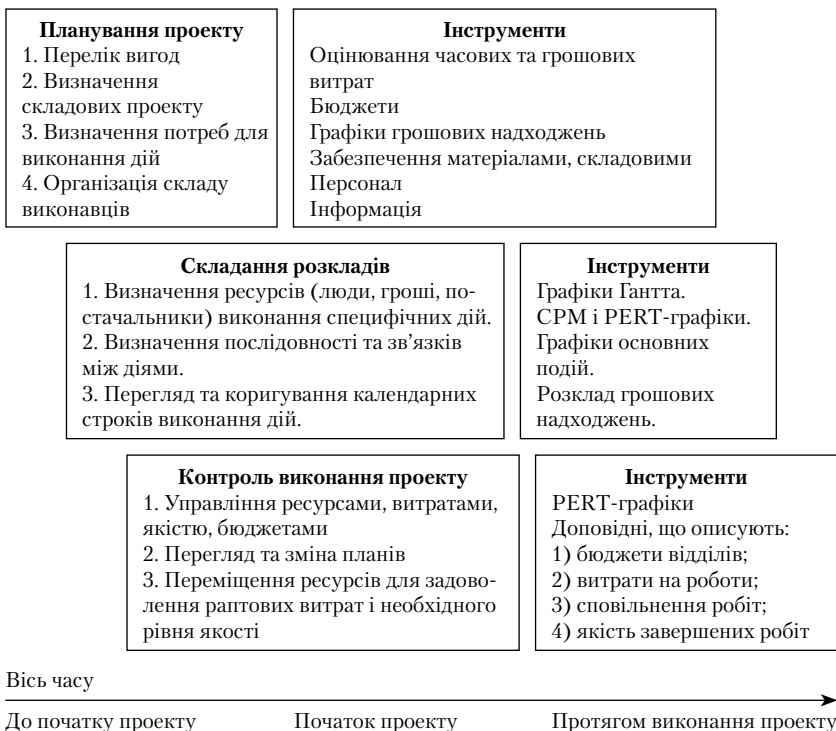 Планування проекту
1. Перелік вигод
2. Визначення
складових проекту
3. Визначення потреб для
виконання дій
4. Організація складу
виконавців
Інструменти
Оцінювання часових та грошових
витрат
Бюджети
Графіки грошових надходжень
Забезпечення матеріалами, складовими
Персонал
Інформація
Складання розкладів
1. Визначення ресурсів (люди, гроші, по-
стачальники) виконання специфічних дій.
2. Визначення послідовності та зв'язків
між діями.
3. Перегляд та коригування календарних
строків виконання дій.
Інструменти
Графіки Гантта.
CPM і PERT-графіки.
Графіки основних
подій.
Розклад грошових
надходжень.
Контроль виконання проекту
1. Управління ресурсами, витратами,
якістю, бюджетами
2. Перегляд та зміна планів
3. Переміщення ресурсів для задово-
лення раптових витрат і необхідного
рівня якості
Інструменти
PERT-графіки
Доповідні, що описують:
1) бюджети відділів;
2) витрати на роботи;
3) сповільнення робіт;
4) якість завершених робіт
Вісь часу
До початку проекту
Початок проекту
Протягом виконання проекту